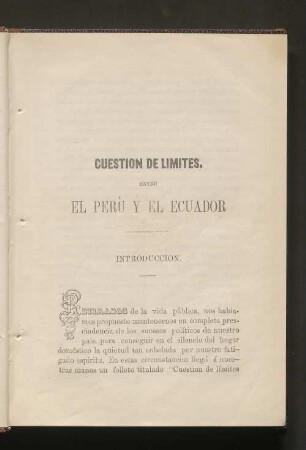 CUESTION DE LIMITES.
ENTRE
EL PERÙ Y EL ECUADOR
INTRODUCCION.
RETIRADOS de la vida pública, nos habia-
mos propuesto mantenernos en completa pres-
cindencia de los sucesos políticos de nuestro
pais, para conseguir en el silencio del hogar
doméstico la quietud tan anhelada por nuestro fati-
gado espíritu. En estas circunstancias llegó á nues-
tras manos un folleto titulado "Cuestion de límites